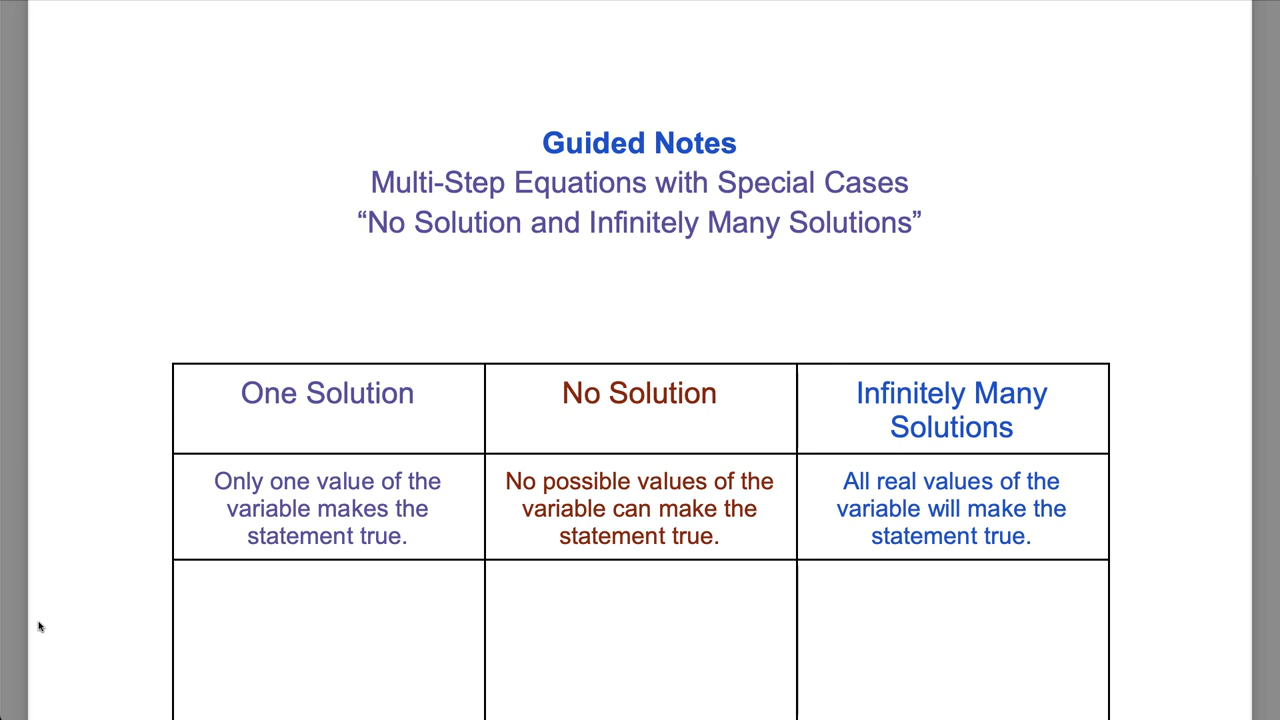 Guided Notes
Multi-Step Equations with Special Cases
“No Solution and Infinitely Many Solutions”
One Solution
No Solution
Infinitely Many
Solutions
Only one value of the
variable makes the
statement true.
No possible values of the
variable can make the
statement true.
All real values of the
variable will make the
statement true.